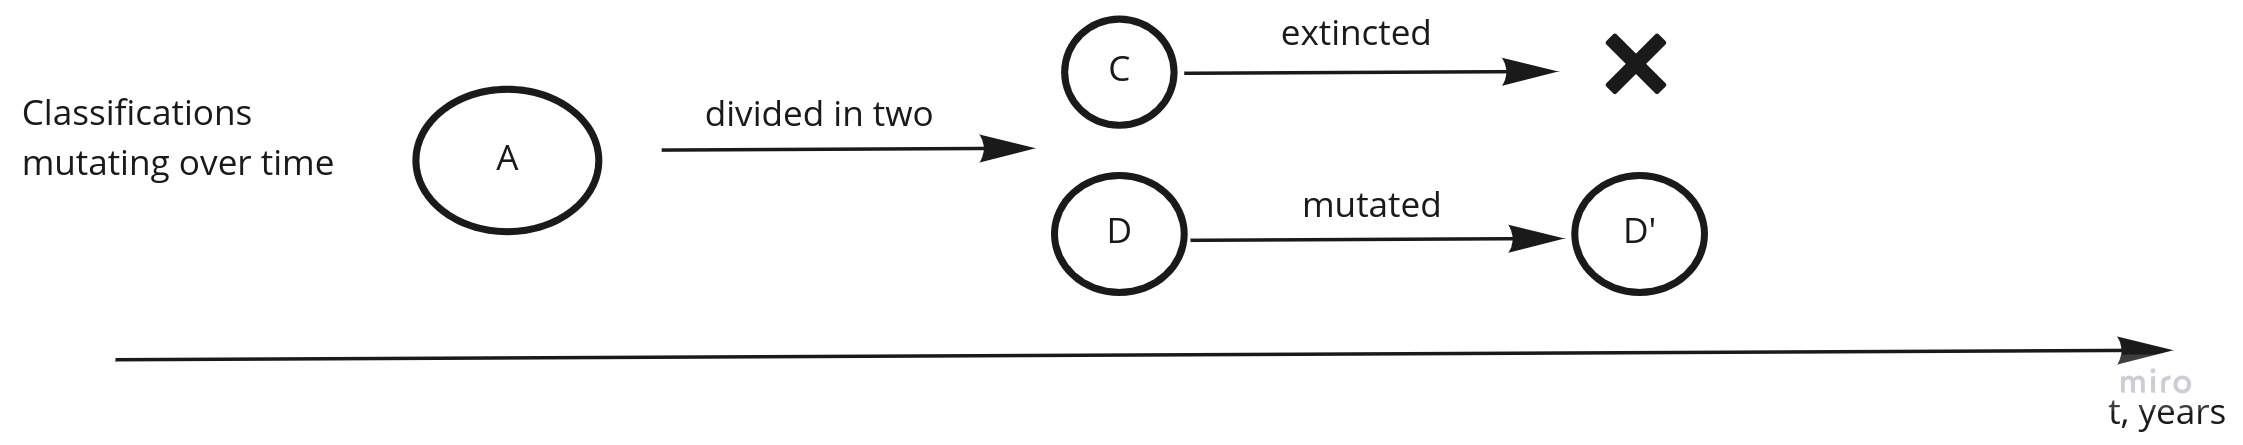 Classifications
mutating over time
A
divided in two
C
extincted
D
mutated
D'
miro
t, years